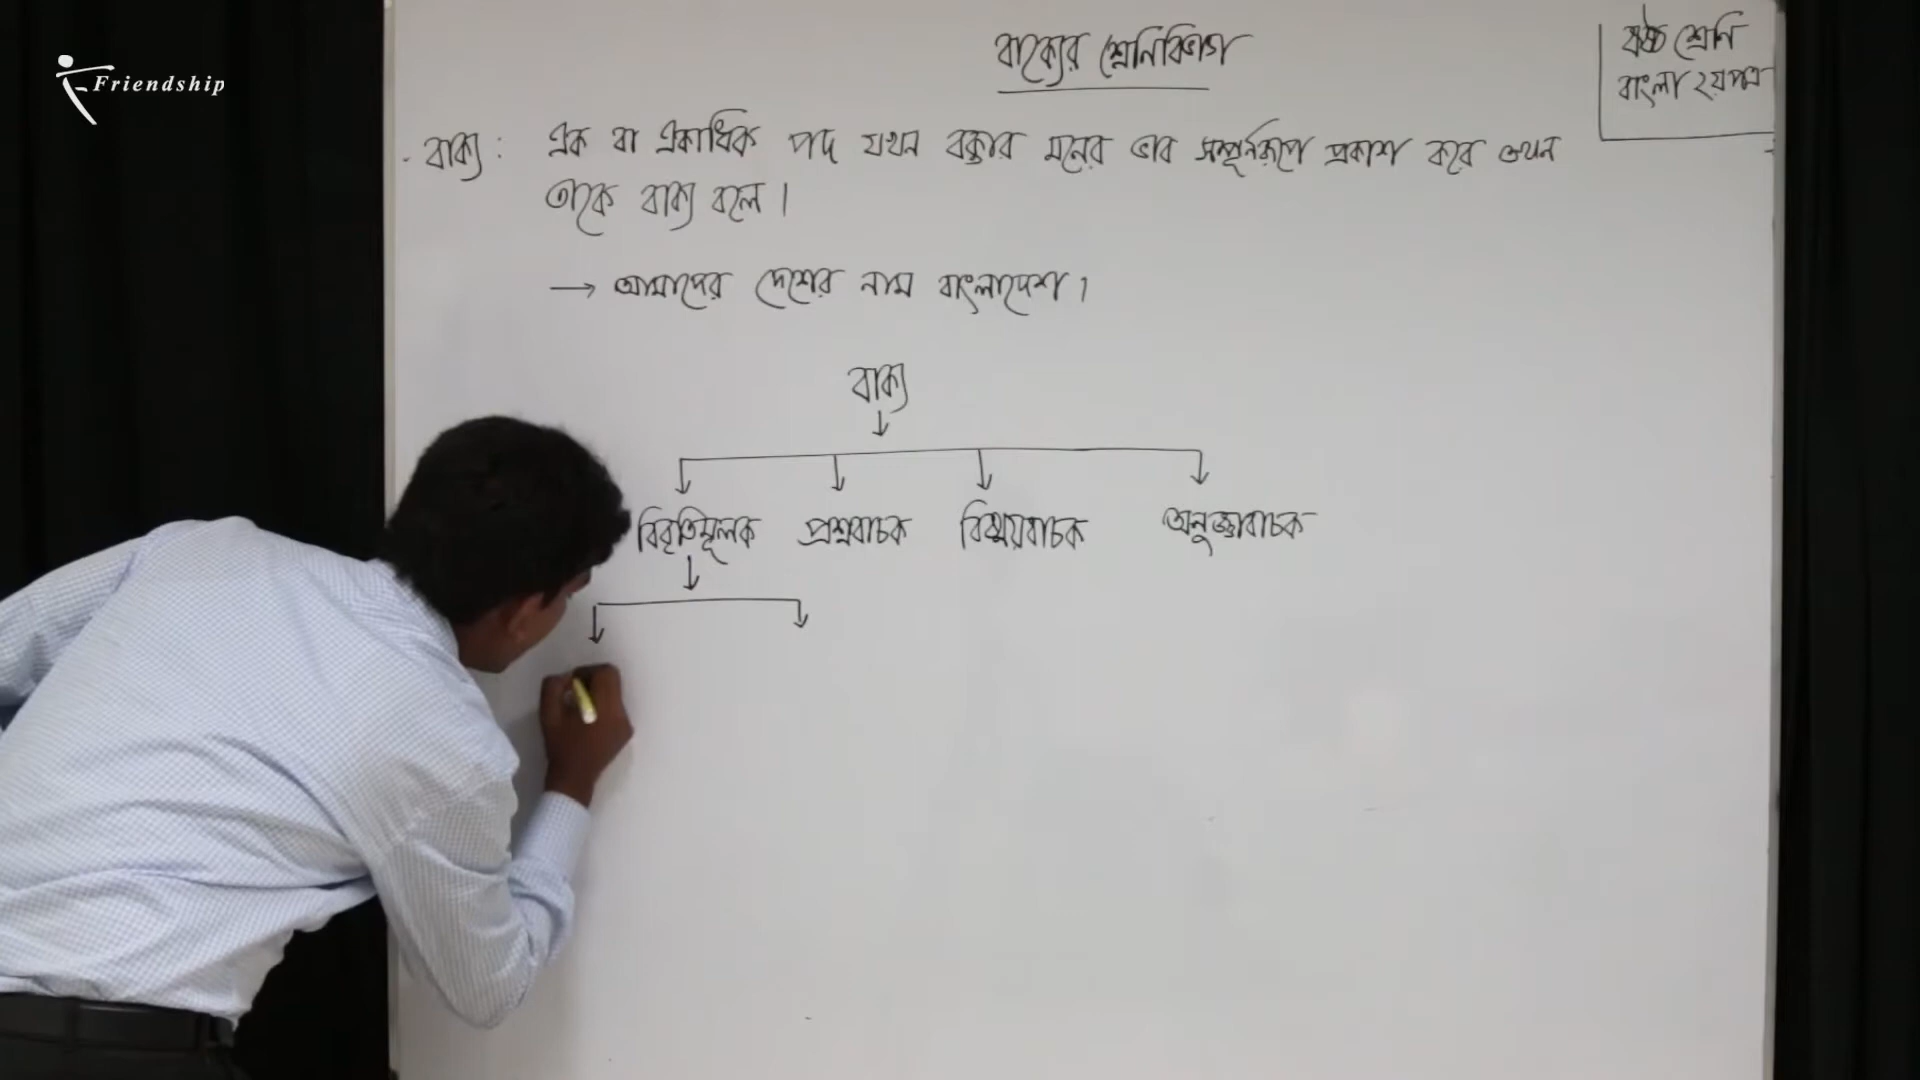 Friendship
বাক্যের শ্রেনিবিভাগ
ষষ্ঠ শ্রেনি
বাংলা ২য় পত্র
বাক্য : এক বা একাধিক পদ যখন বক্তার মনের ভাব সম্পূর্নরূপে প্রকাশ করে তখন
তাকে বাক্য বলে।
→ আমাদের দেশের নাম বাংলাদেশ।
বাক্য
বিবৃতিমূলক প্রশ্নবাচক বিষ্ময়বাচক অনুজ্ঞাবাচক